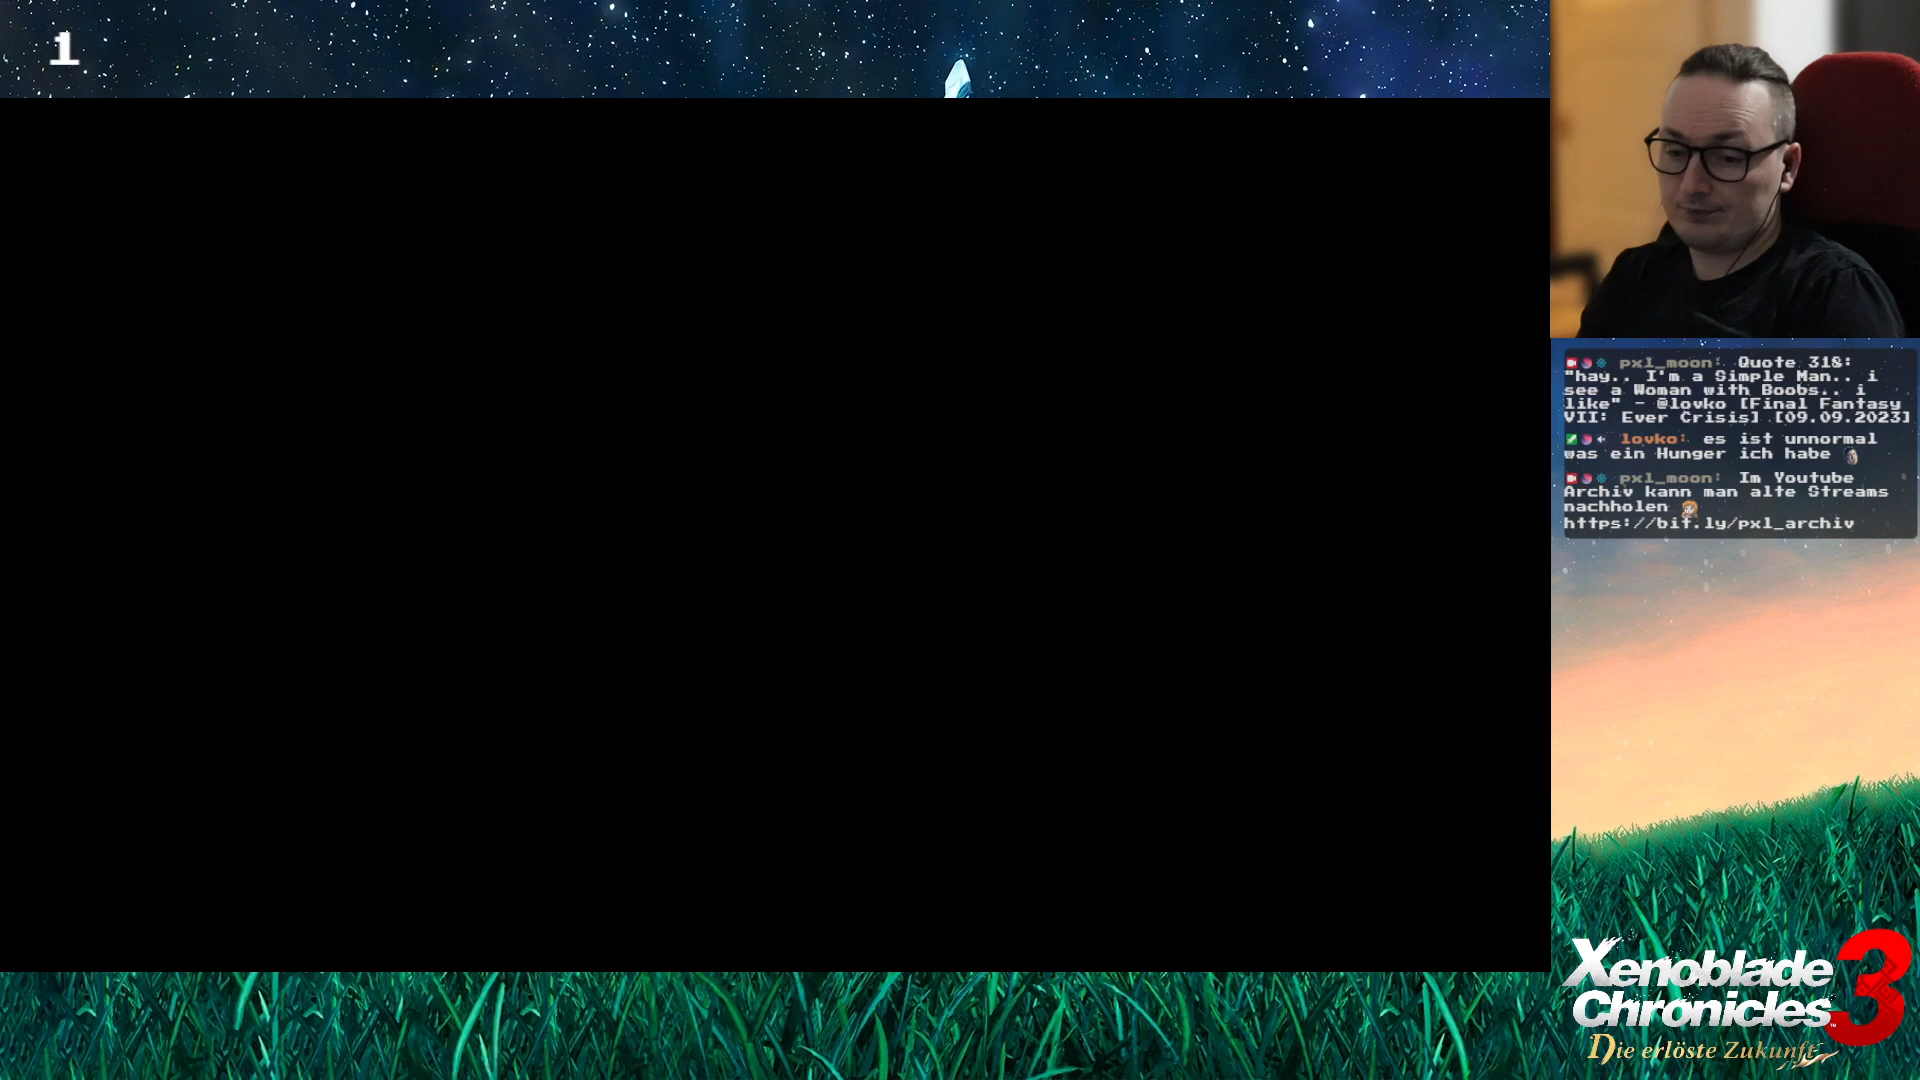 1
pxl_moon: Quote 318:
"hay.. I'm a Simple Man.. i
see a Woman with Boobs.. i
like" - @lovko [Final Fantasy
VII: Ever Crisis] [09.09.2023]
lovko: es ist unnormal
was ein Hunger ich habe
pxl_moon: Im Youtube
Archiv kann man alte Streams
nachholen
https://bit.ly/pxl_archiv
Xenoblade
Chronicles 3
Die erlöste Zukunft